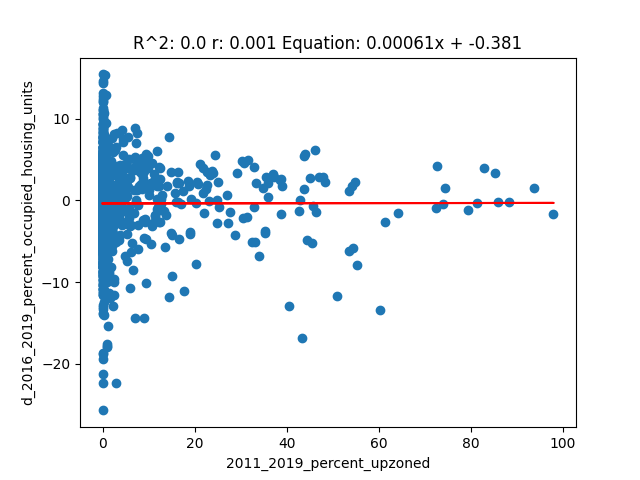 R^2: 0.0 r: 0.001 Equation: 0.00061x + -0.381
d_2016_2019_percent_occupied_housing_units
10
0
−10
−20
0 20 40 60 80 100
2011_2019_percent_upzoned